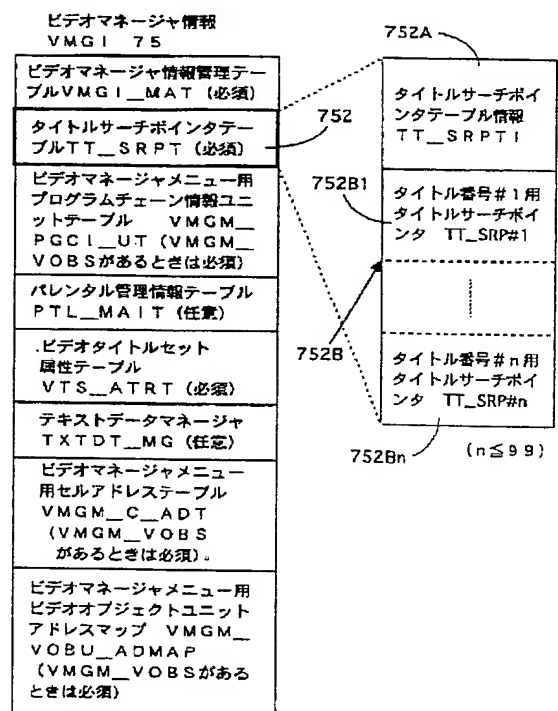 ビデオマネージャ情報
VMGI 75
ビデオマネージャ情報管理テー
ブルVMGI_MAT (必須)
タイトルサーチポインタテー
ブルTT_SRPT (必須)
ビデオマネージャメニュー用
プログラムチェーン情報ユニ
ットテーブル VMGM__
PGCI_UT (VMGM__
VOBSがあるときは必須)
パレンタル管理情報テーブル
PTL_MAIT (任意)
.ビデオタイトルセット
属性テーブル
VTS_ATRT (必須)
テキストデータマネージャ
TXTDT_MG (任意)
ビデオマネージャメニュー
用セルアドレステーブル
VMGM__C_ADT
(VMGM__VOBS
があるときは必須)。
ビデオマネージャメニュー用
ビデオオブジェクトユニット
アドレスマップ VMGM__
VOBU__ADMAP
(VMGM__VOBSがある
ときは必須)
752
752A
タイトルサーチポイ
ンタテーブル情報
TT_SRPTI
752B1
タイトル番号#1用
タイトルサーチポイ
ンタ TT_SRP#1
752B
タイトル番号#n用
タイトルサーチポイ
ンタ TT_SRP#n
752Bn
(n≦99)